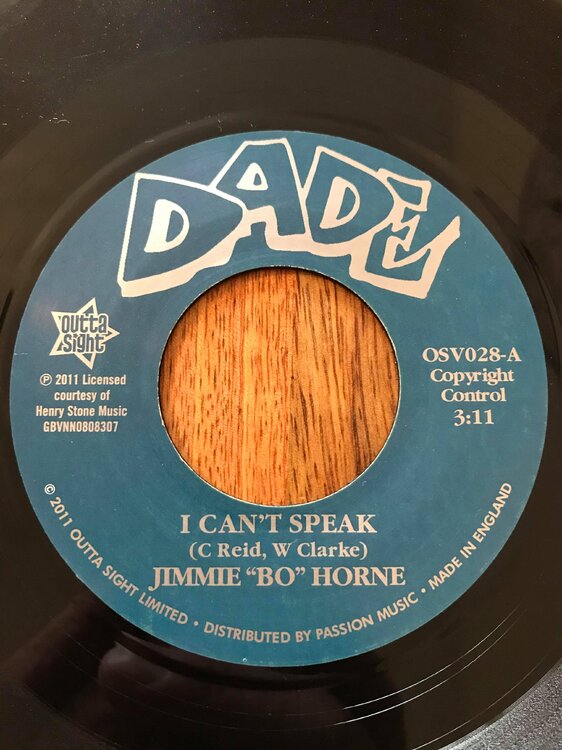 DADE
outta
sight
℗ 2011 Licensed
courtesy of
Henry Stone Music
GBVNN0808307
OSV028-A
Copyright
Control
3:11
I CAN'T SPEAK
(C Reid, W Clarke)
JIMMIE "BO" HORNE
© 2011 OUTTA SIGHT LIMITED • DISTRIBUTED BY PASSION MUSIC • MADE IN ENGLAND